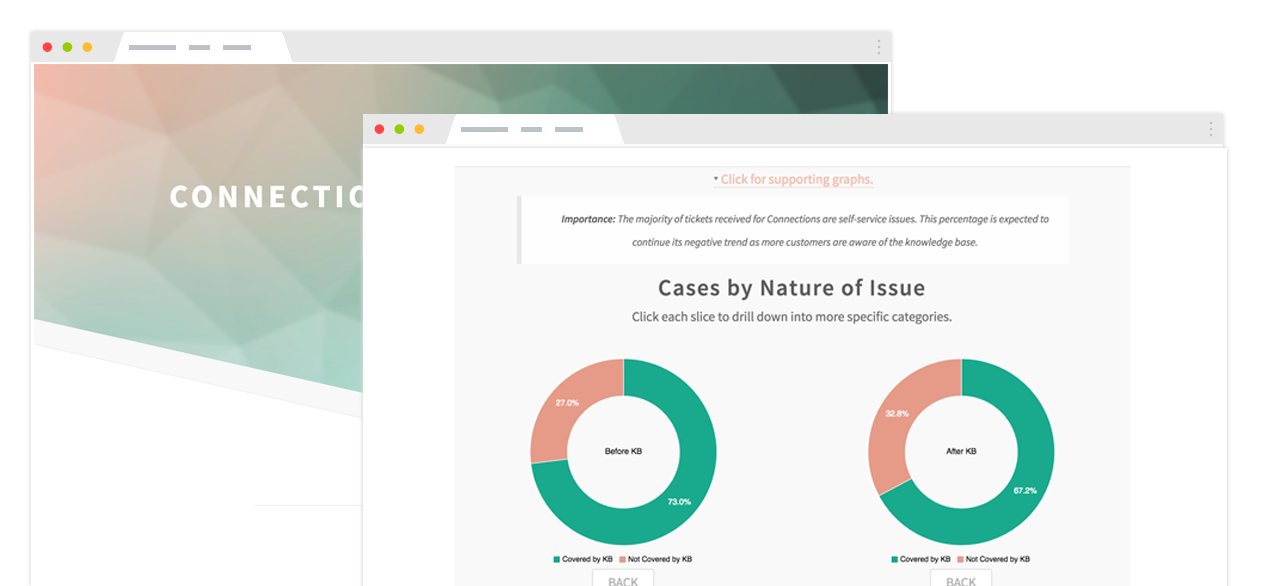 CONNECTIO
Click for supporting graphs.
Importance: The majority of tickets received for Connections are self-service issues. This percentage is expected to
continue its negative trend as more customers are aware of the knowledge base.
Cases by Nature of Issue
Click each slice to drill down into more specific categories.
27.0%
Before KB
73.0%
Covered by KB Not Covered by KB
BACK
32.8%
After KB
67.2%
Covered by KB Not Covered by KB
BACK